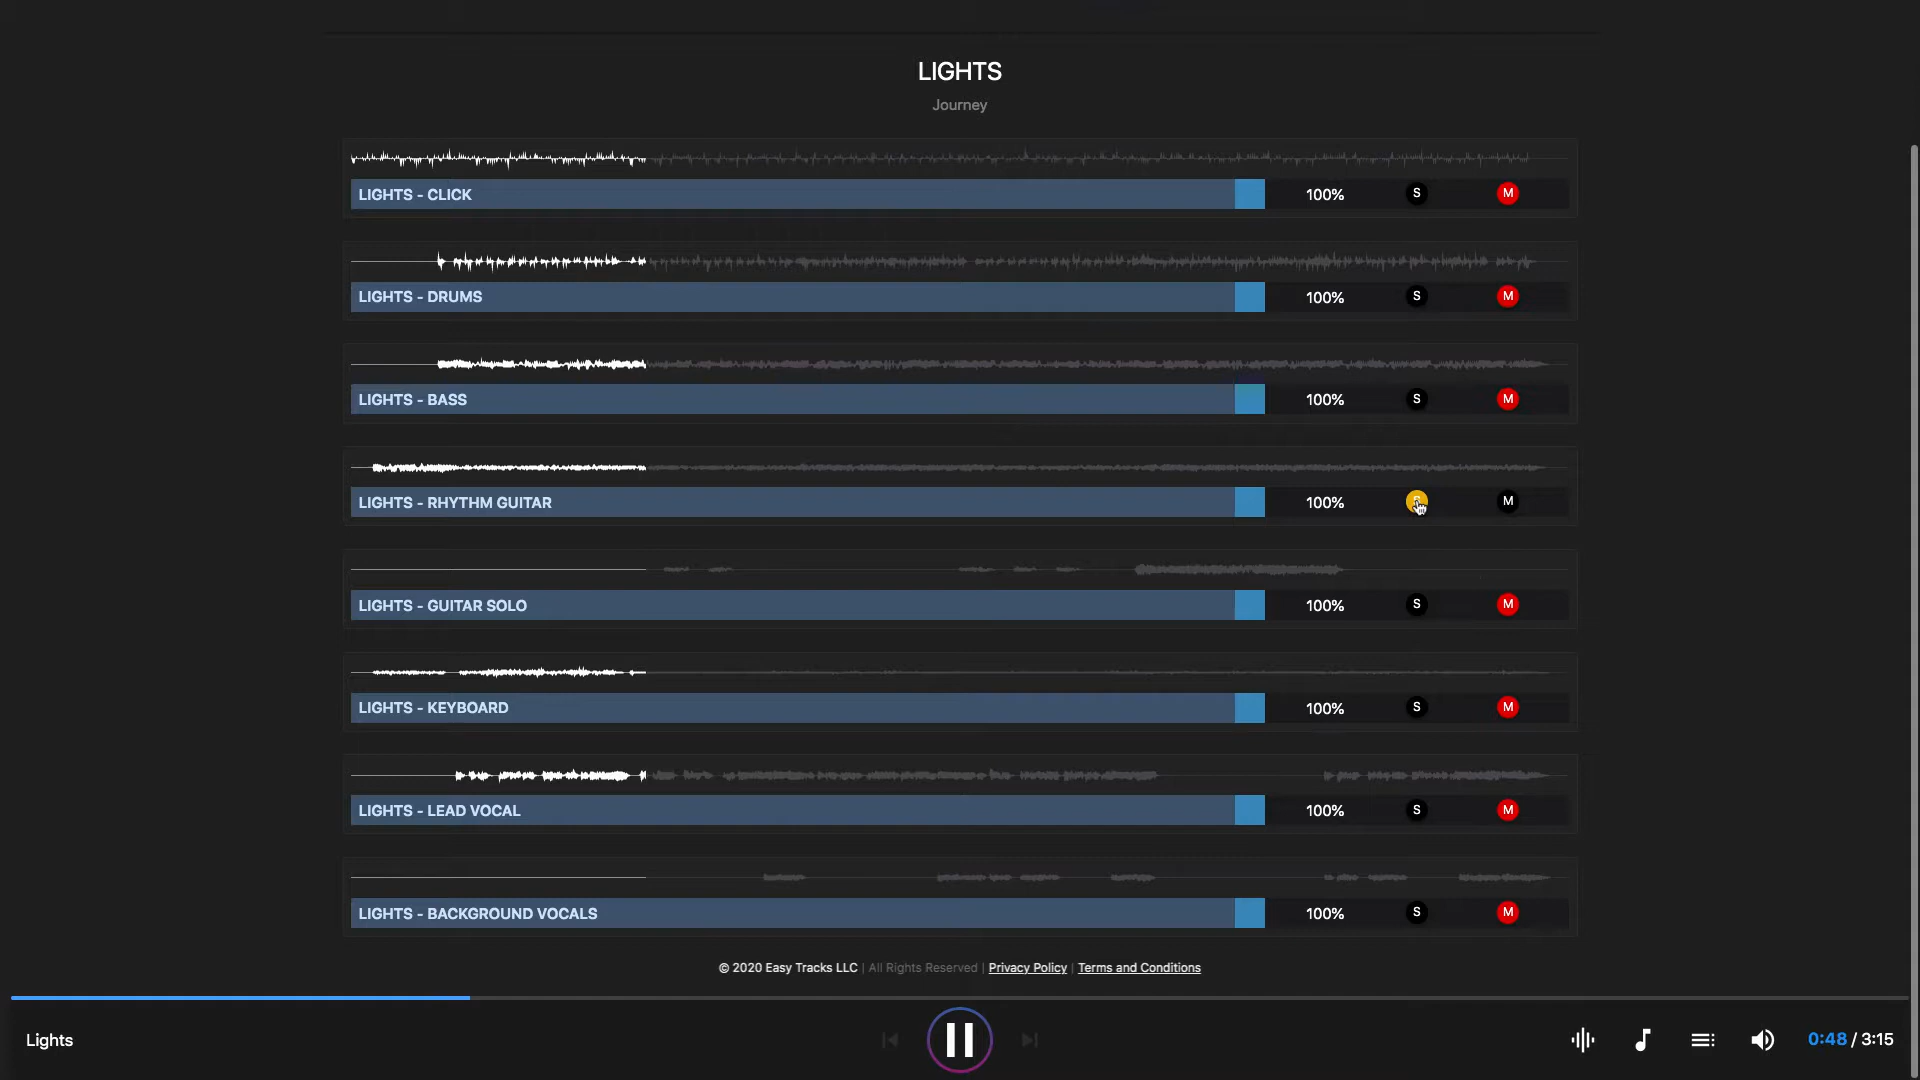 LIGHTS
Journey
LIGHTS - CLICK 100% S M
LIGHTS - DRUMS 100% S M
LIGHTS - BASS 100% S M
LIGHTS - RHYTHM GUITAR 100% M
LIGHTS - GUITAR SOLO 100% S M
LIGHTS - KEYBOARD 100% S M
LIGHTS - LEAD VOCAL 100% S M
LIGHTS - BACKGROUND VOCALS 100% S M
© 2020 Easy Tracks LLC | All Rights Reserved | Privacy Policy | Terms and Conditions
Lights 0:48 / 3:15